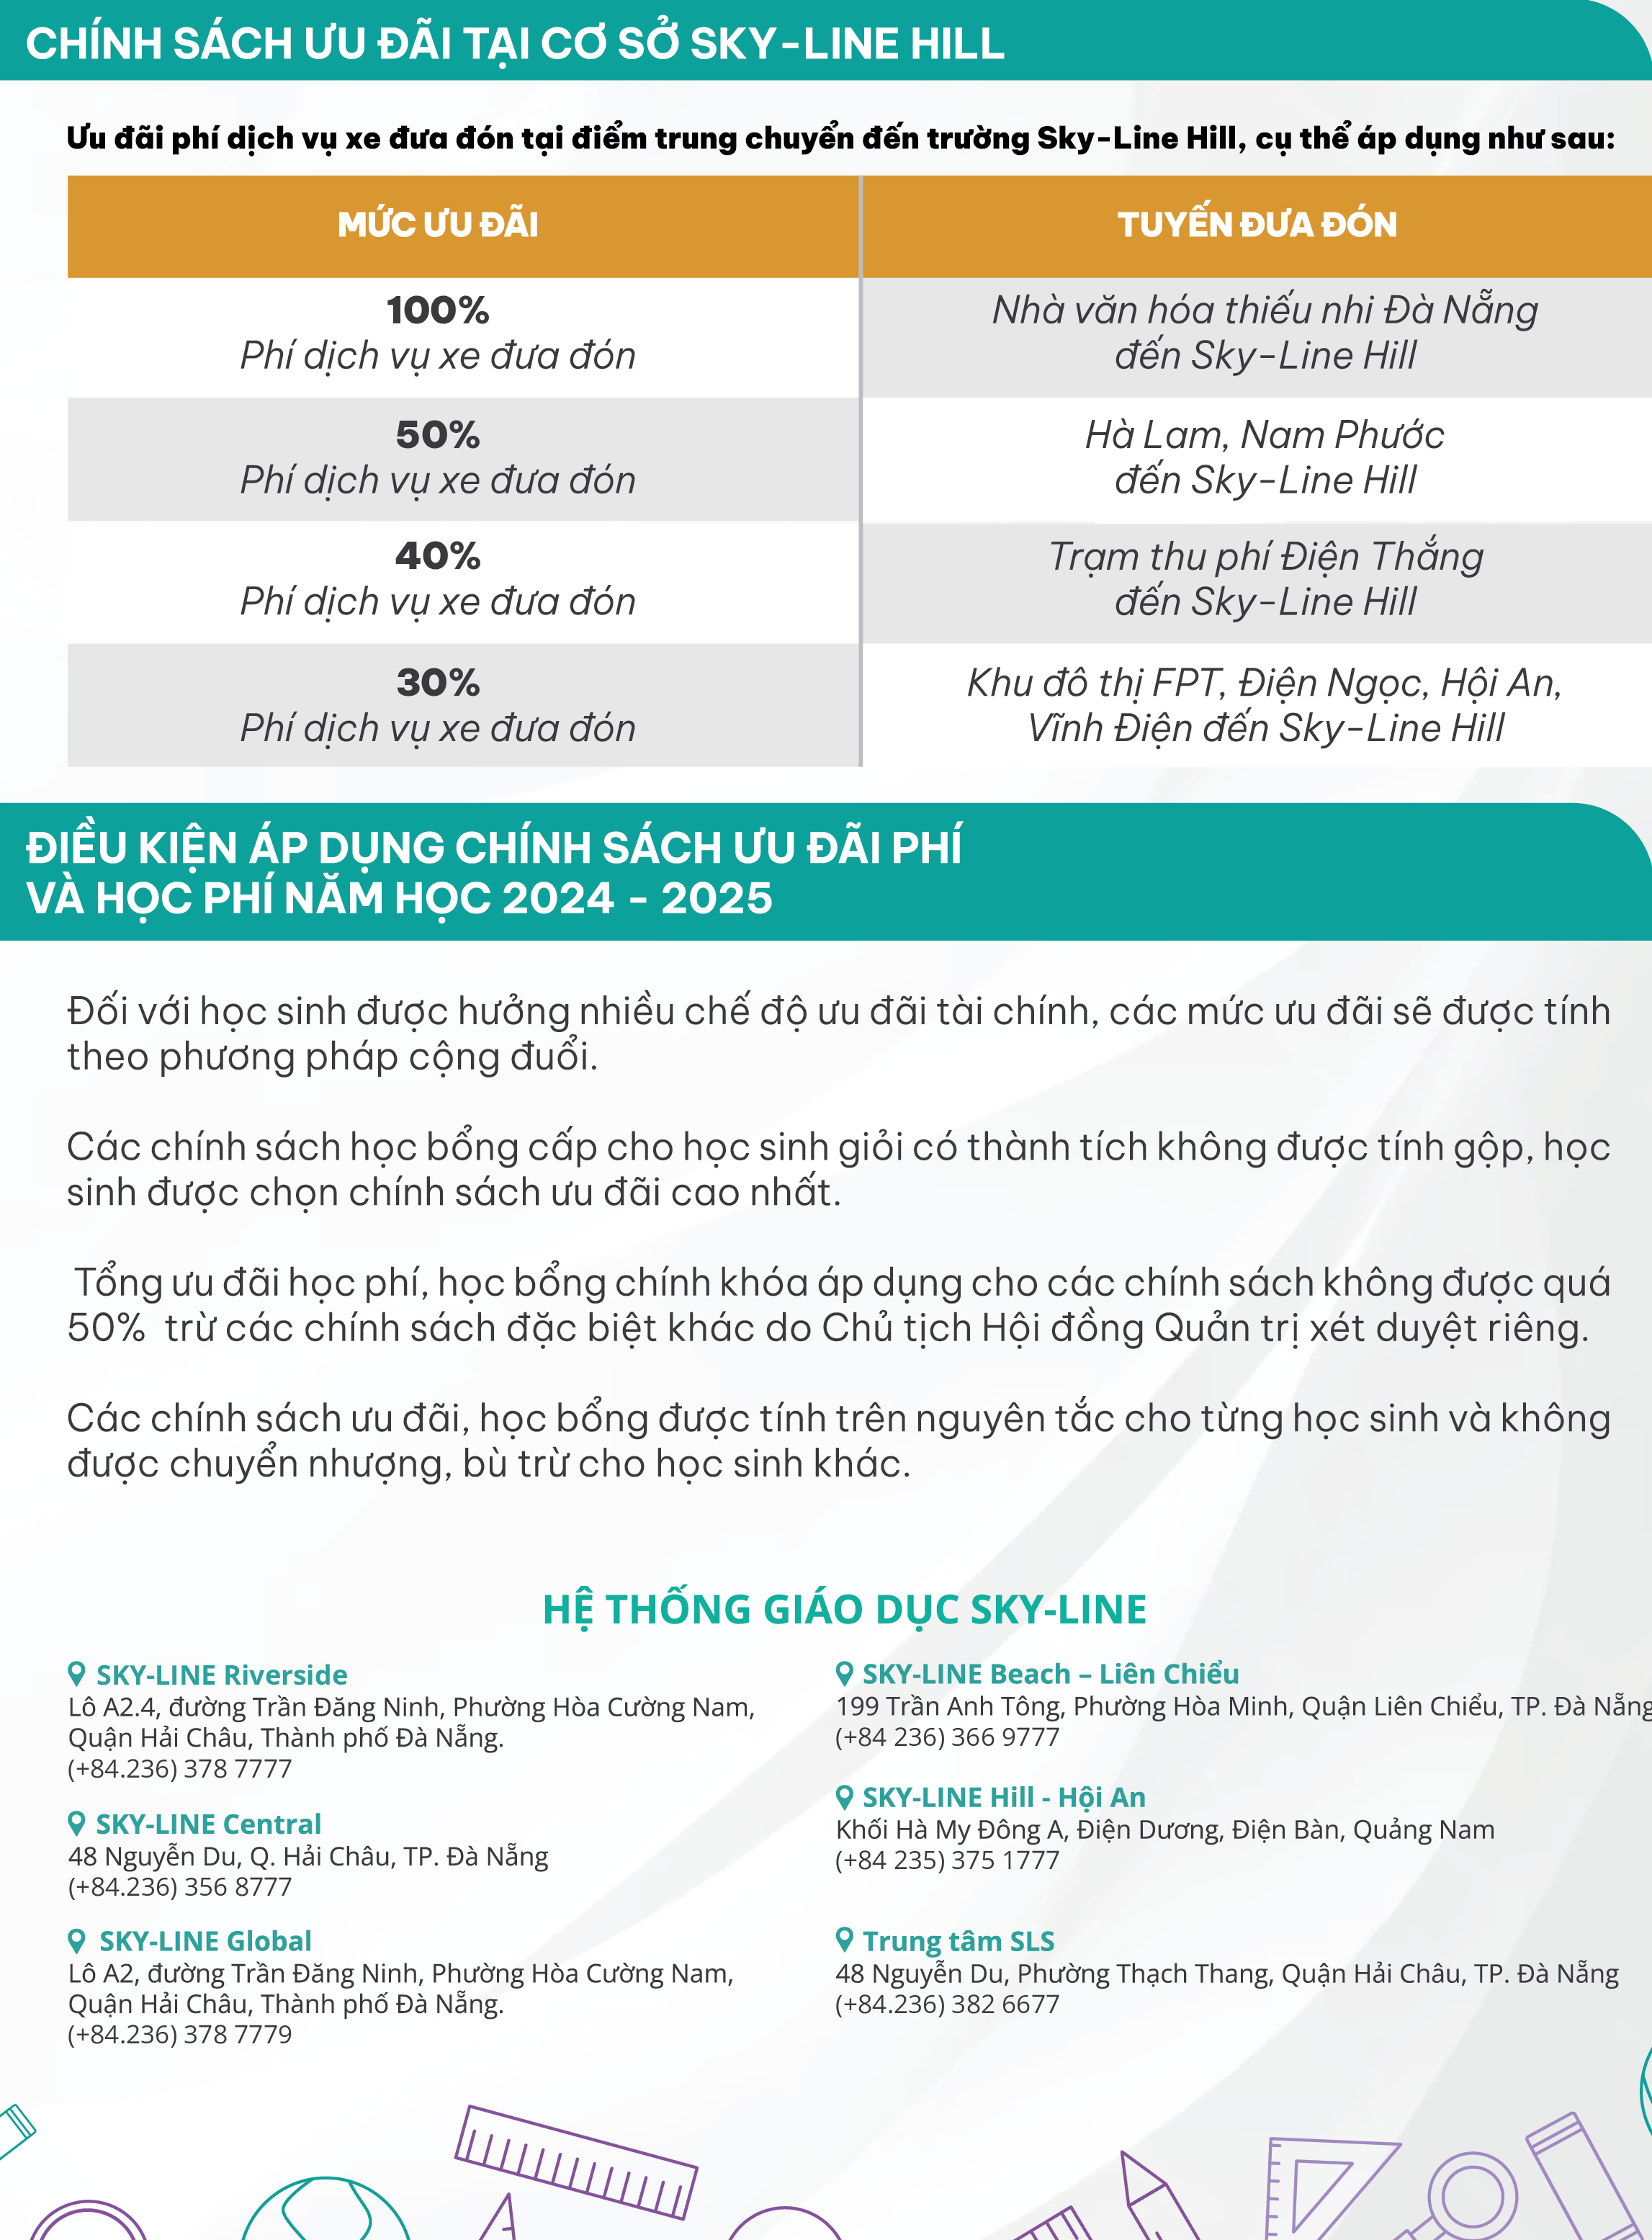 CHÍNH SÁCH ƯU ĐÃI TẠI CƠ SỞ SKY-LINE HILL
Ưu đãi phí dịch vụ xe đưa đón tại điểm trung chuyển đến trường Sky-Line Hill, cụ thể áp dụng như sau:
MỨC ƯU ĐÃI
TUYẾN ĐƯA ĐÓN
100%
Phí dịch vụ xe đưa đón
Nhà văn hóa thiếu nhi Đà Nẵng
đến Sky-Line Hill
50%
Phí dịch vụ xe đưa đón
Hà Lam, Nam Phước
đến Sky-Line Hill
40%
Phí dịch vụ xe đưa đón
Trạm thu phí Điện Thắng
đến Sky-Line Hill
30%
Phí dịch vụ xe đưa đón
Khu đô thị FPT, Điện Ngọc, Hội An,
Vĩnh Điện đến Sky-Line Hill
ĐIỀU KIỆN ÁP DỤNG CHÍNH SÁCH ƯU ĐÃI PHÍ
VÀ HỌC PHÍ NĂM HỌC 2024 - 2025
Đối với học sinh được hưởng nhiều chế độ ưu đãi tài chính, các mức ưu đãi sẽ được tính
theo phương pháp cộng đuổi.
Các chính sách học bổng cấp cho học sinh giỏi có thành tích không được tính gộp, học
sinh được chọn chính sách ưu đãi cao nhất.
Tổng ưu đãi học phí, học bổng chính khóa áp dụng cho các chính sách không được quá
50% trừ các chính sách đặc biệt khác do Chủ tịch Hội đồng Quản trị xét duyệt riêng.
Các chính sách ưu đãi, học bổng được tính trên nguyên tắc cho từng học sinh và không
được chuyển nhượng, bù trừ cho học sinh khác.
HỆ THỐNG GIÁO DỤC SKY-LINE
SKY-LINE Riverside
Lô A2.4, đường Trần Đăng Ninh, Phường Hòa Cường Nam,
Quận Hải Châu, Thành phố Đà Nẵng.
(+84.236) 378 7777
SKY-LINE Central
48 Nguyễn Du, Q. Hải Châu, TP. Đà Nẵng
(+84.236) 356 8777
SKY-LINE Global
Lô A2, đường Trần Đăng Ninh, Phường Hòa Cường Nam,
Quận Hải Châu, Thành phố Đà Nẵng.
(+84.236) 378 7779
SKY-LINE Beach – Liên Chiểu
199 Trần Anh Tông, Phường Hòa Minh, Quận Liên Chiểu, TP. Đà Nẵng
(+84 236) 366 9777
SKY-LINE Hill - Hội An
Khối Hà My Đông A, Điện Dương, Điện Bàn, Quảng Nam
(+84 235) 375 1777
Trung tâm SLS
48 Nguyễn Du, Phường Thạch Thang, Quận Hải Châu, TP. Đà Nẵng
(+84.236) 382 6677